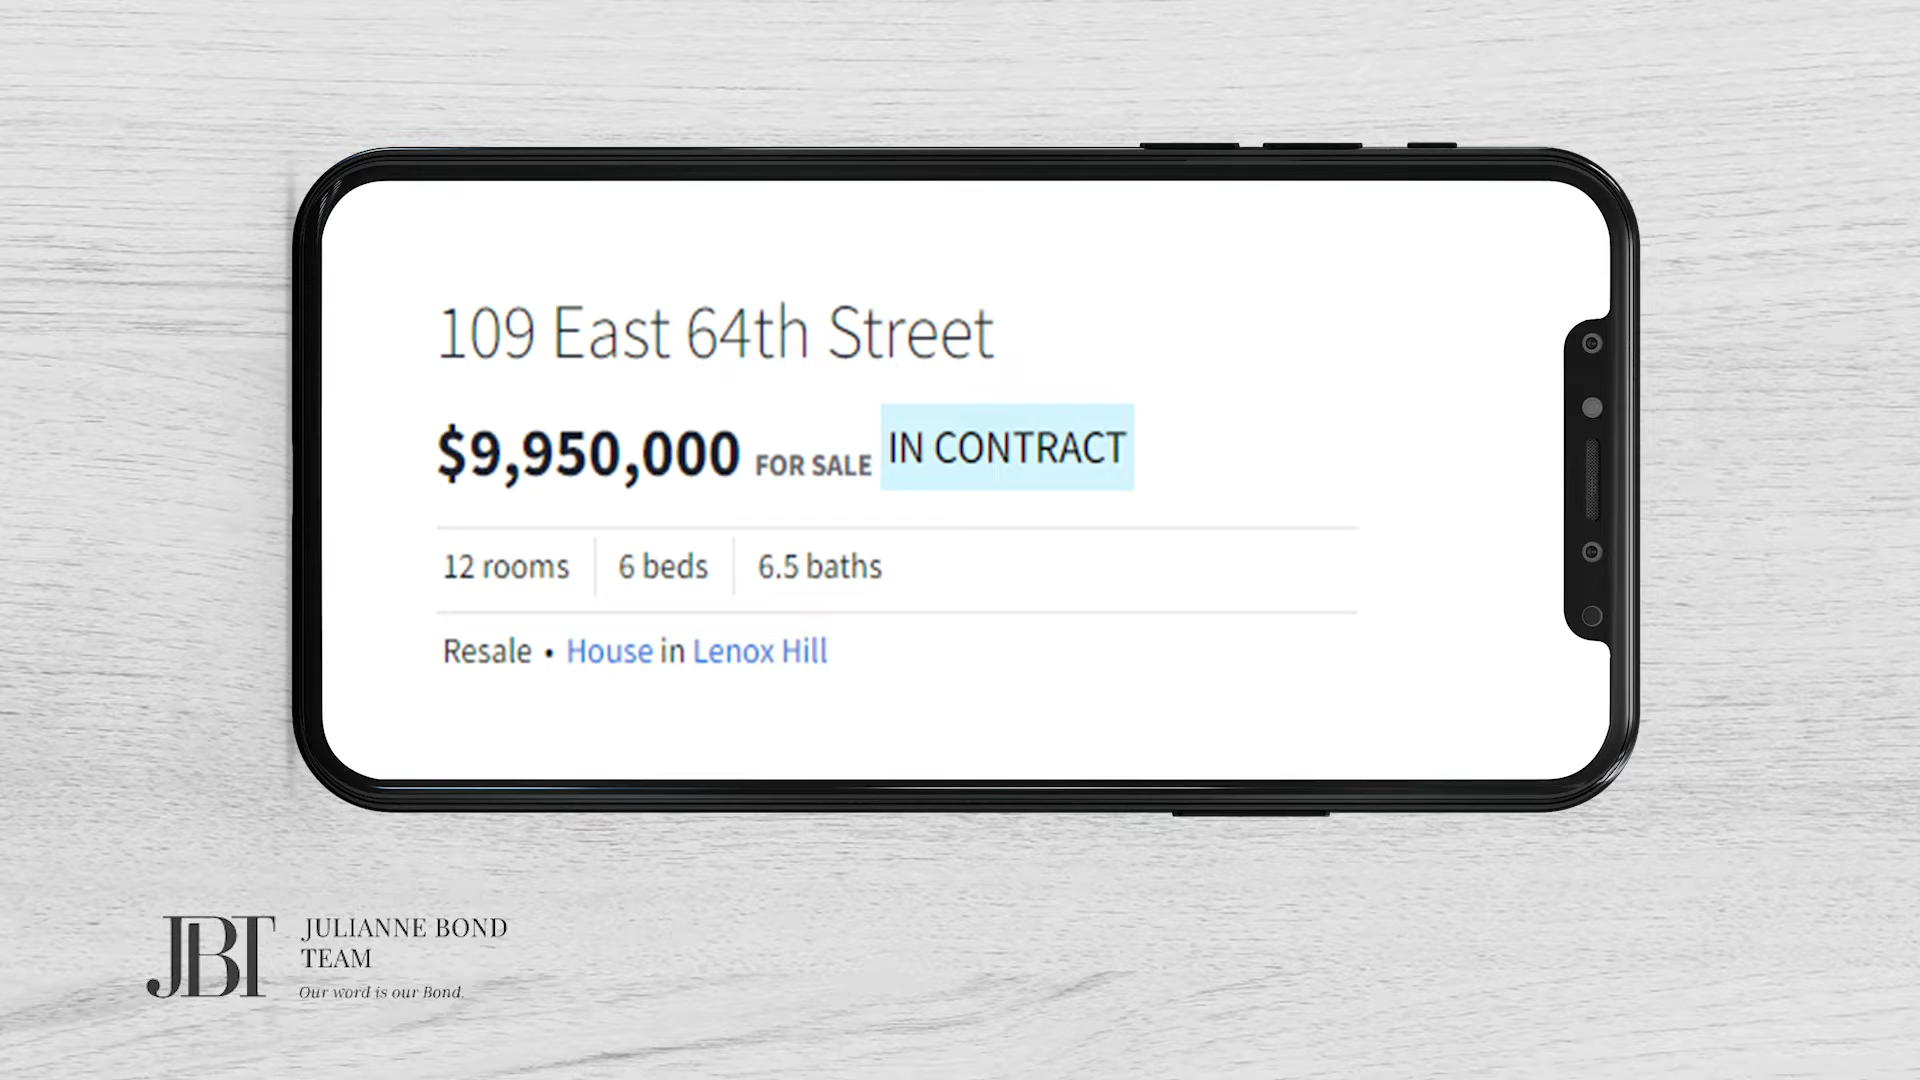 109 East 64th Street
$9,950,000 FOR SALE IN CONTRACT
12 rooms 6 beds 6.5 baths
Resale • House in Lenox Hill
JBT JULIANNE BOND
TEAM
Our word is our Bond.